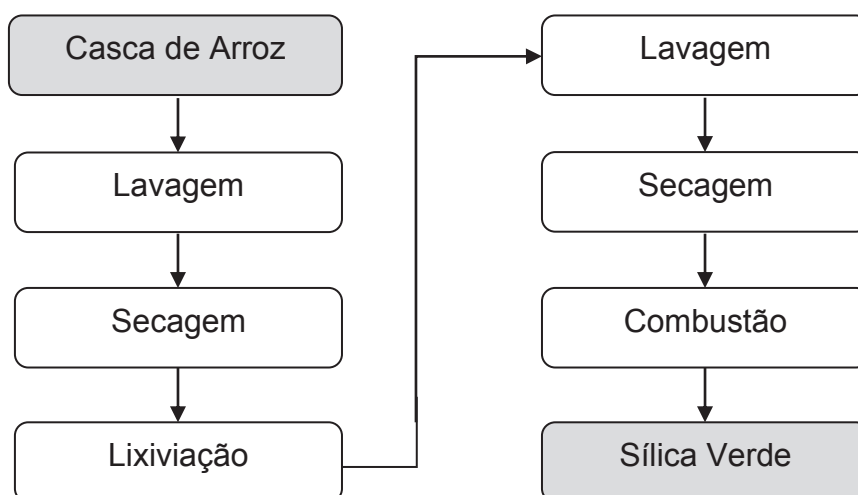 Casca de Arroz
Lavagem
Secagem
Lixiviação
Lavagem
Secagem
Combustão
Sílica Verde